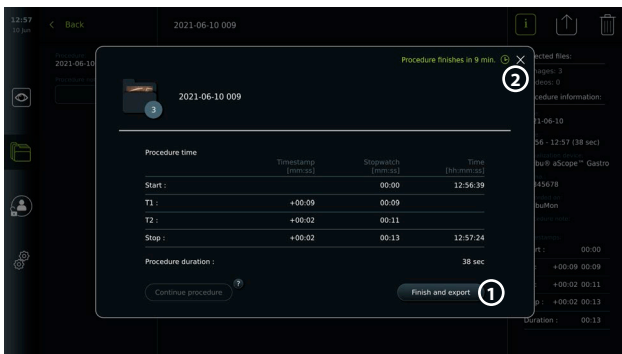 12:57
10 Jun
Back
2021-06-10 009
i
2021-06-10
Procedure finishes in 9 min.
2
3
2021-06-10 009
Procedure time
Timestamp [mm:ss] Stopwatch [mm:ss] Time [hh:mm:ss]
Start : 00:00 12:56:39
T1 : +00:09 00:09
T2 : +00:02 00:11
Stop : +00:02 00:13 12:57:24
Procedure duration : 38 sec
Continue procedure ?
Finish and export 1
ected files:
ages: 3
deos: 0
cedure information:
1-06-10
56 - 12:57 (38 sec)
bu® aScope™ Gastro
345678
buMon
rt : 00:00
: +00:09 00:09
: +00:02 00:11
p : +00:02 00:13
Duration : 00:13